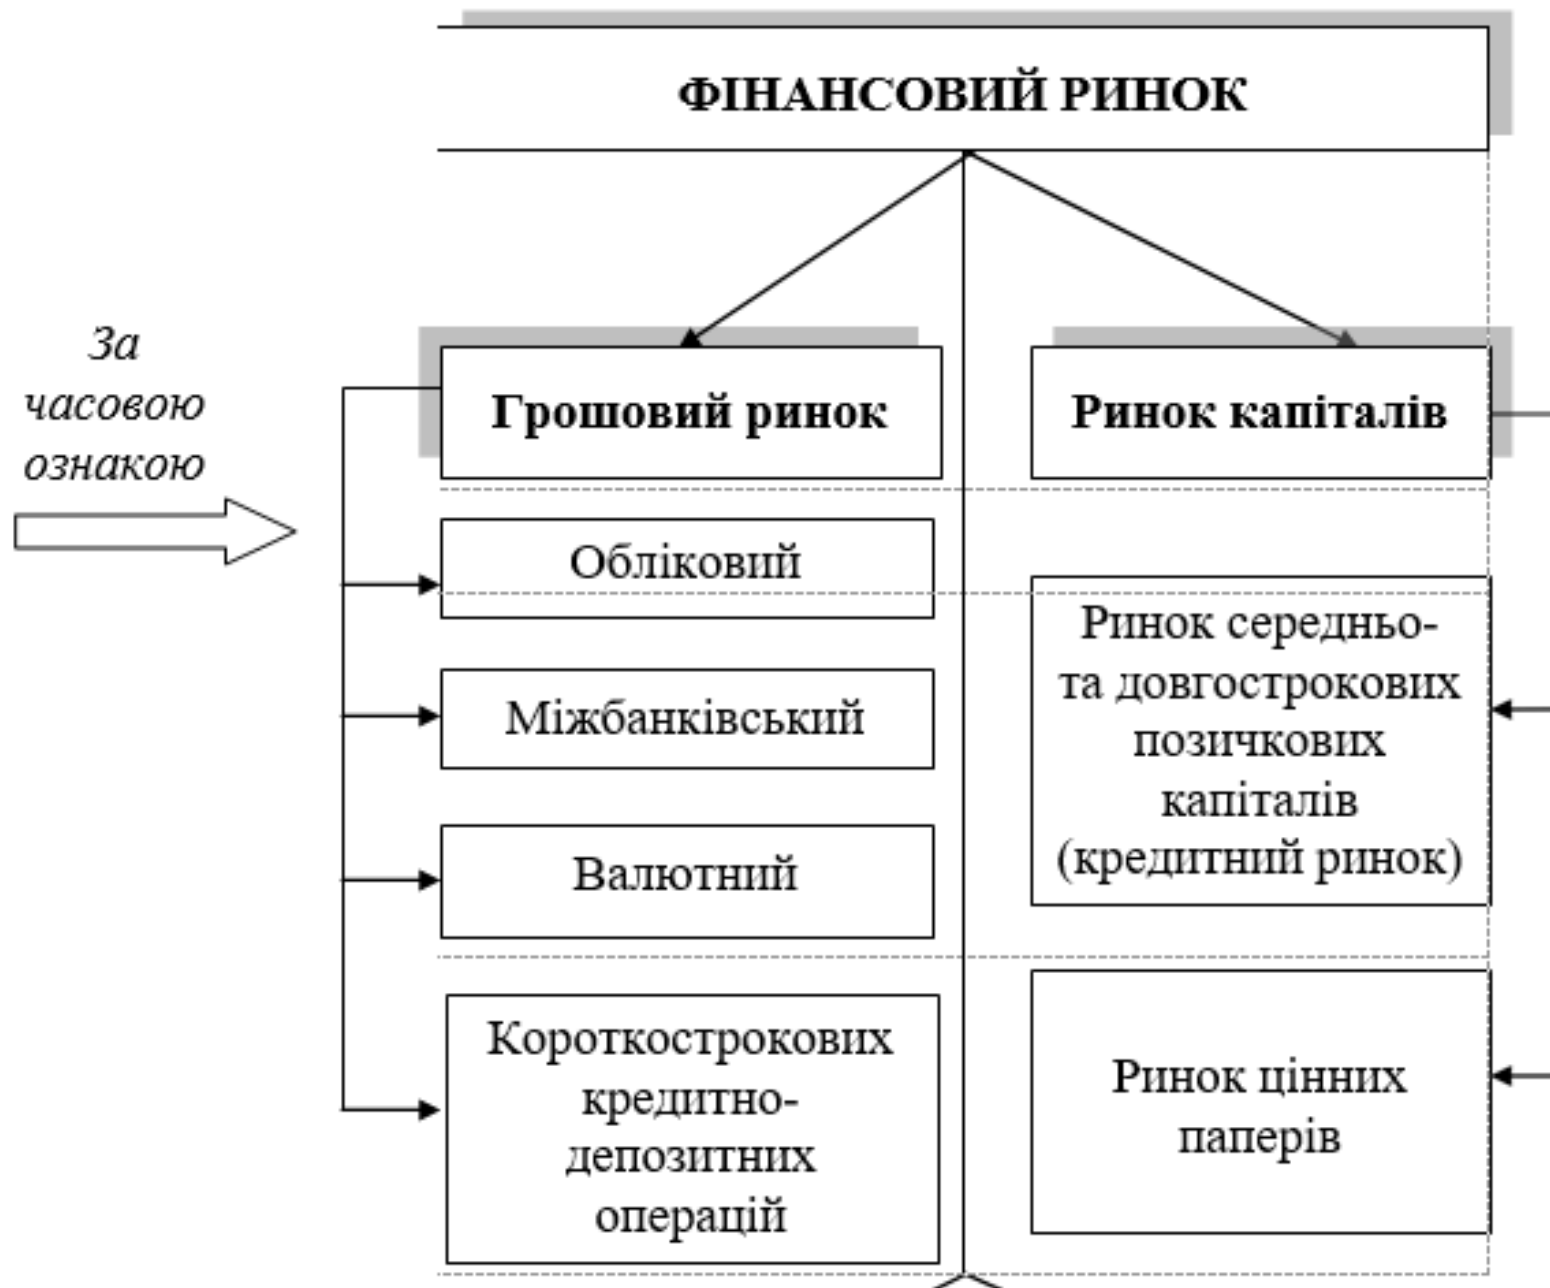 ФІНАНСОВИЙ РИНОК
За
часовою
ознакою
Грошовий ринок
Ринок капіталів
Обліковий
Міжбанківський
Валютний
Короткострокових
кредитно-
депозитних
операцій
Ринок середньо-
та довгострокових
позичкових
капіталів
(кредитний ринок)
Ринок цінних
паперів